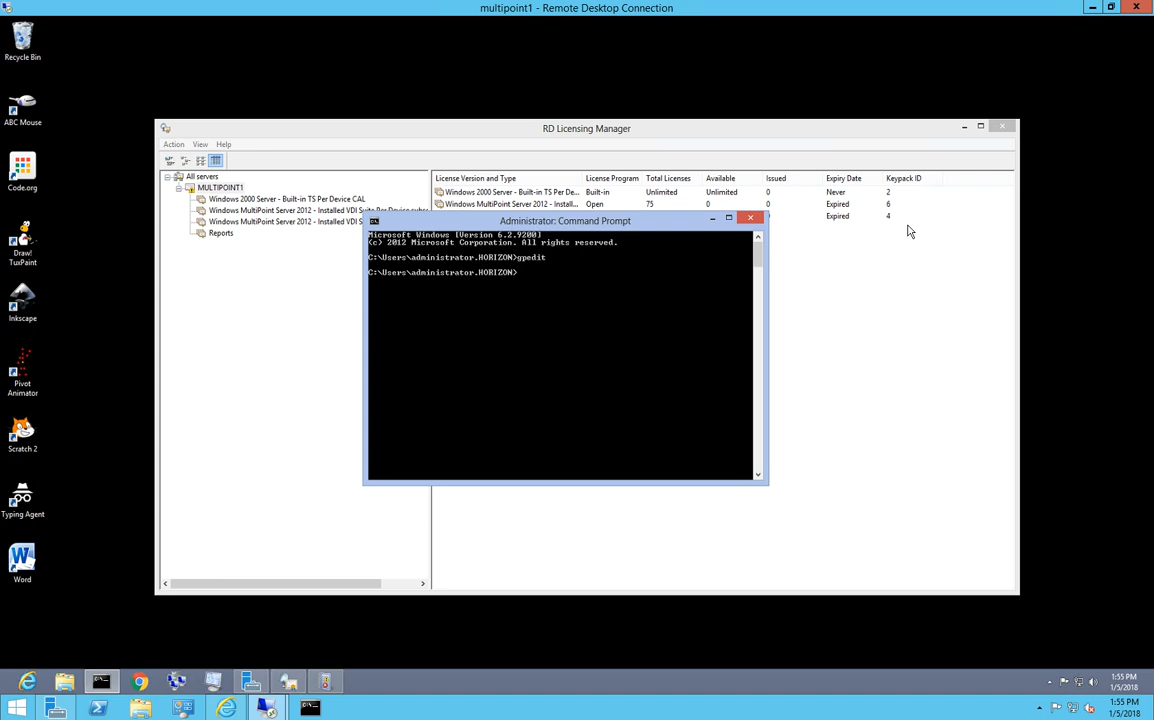 multipoint1 - Remote Desktop Connection
Recycle Bin
ABC Mouse
Code.org
Draw!
TuxPaint
Inkscape
Pivot
Animator
Scratch 2
Typing Agent
Word
RD Licensing Manager
Action View Help
All servers
MULTIPOINT1
Windows 2000 Server - Built-in TS Per Device CAL
Windows MultiPoint Server 2012 - Installed VDI Suite Per Device subsc
Windows MultiPoint Server 2012 - Installed VDI S
Reports
License Version and Type License Program Total Licenses Available Issued Expiry Date Keypack ID
Windows 2000 Server - Built-in TS Per De... Built-in Unlimited Unlimited 0 Never 2
Windows MultiPoint Server 2012 - Install... Open 75 0 0 Expired 6
0 Expired 4
Administrator: Command Prompt
Microsoft Windows [Version 6.2.9200]
(c) 2012 Microsoft Corporation. All rights reserved.
C:\Users\administrator.HORIZON>gpedit
C:\Users\administrator.HORIZON>
1:55 PM
1/5/2018
1:55 PM
1/5/2018